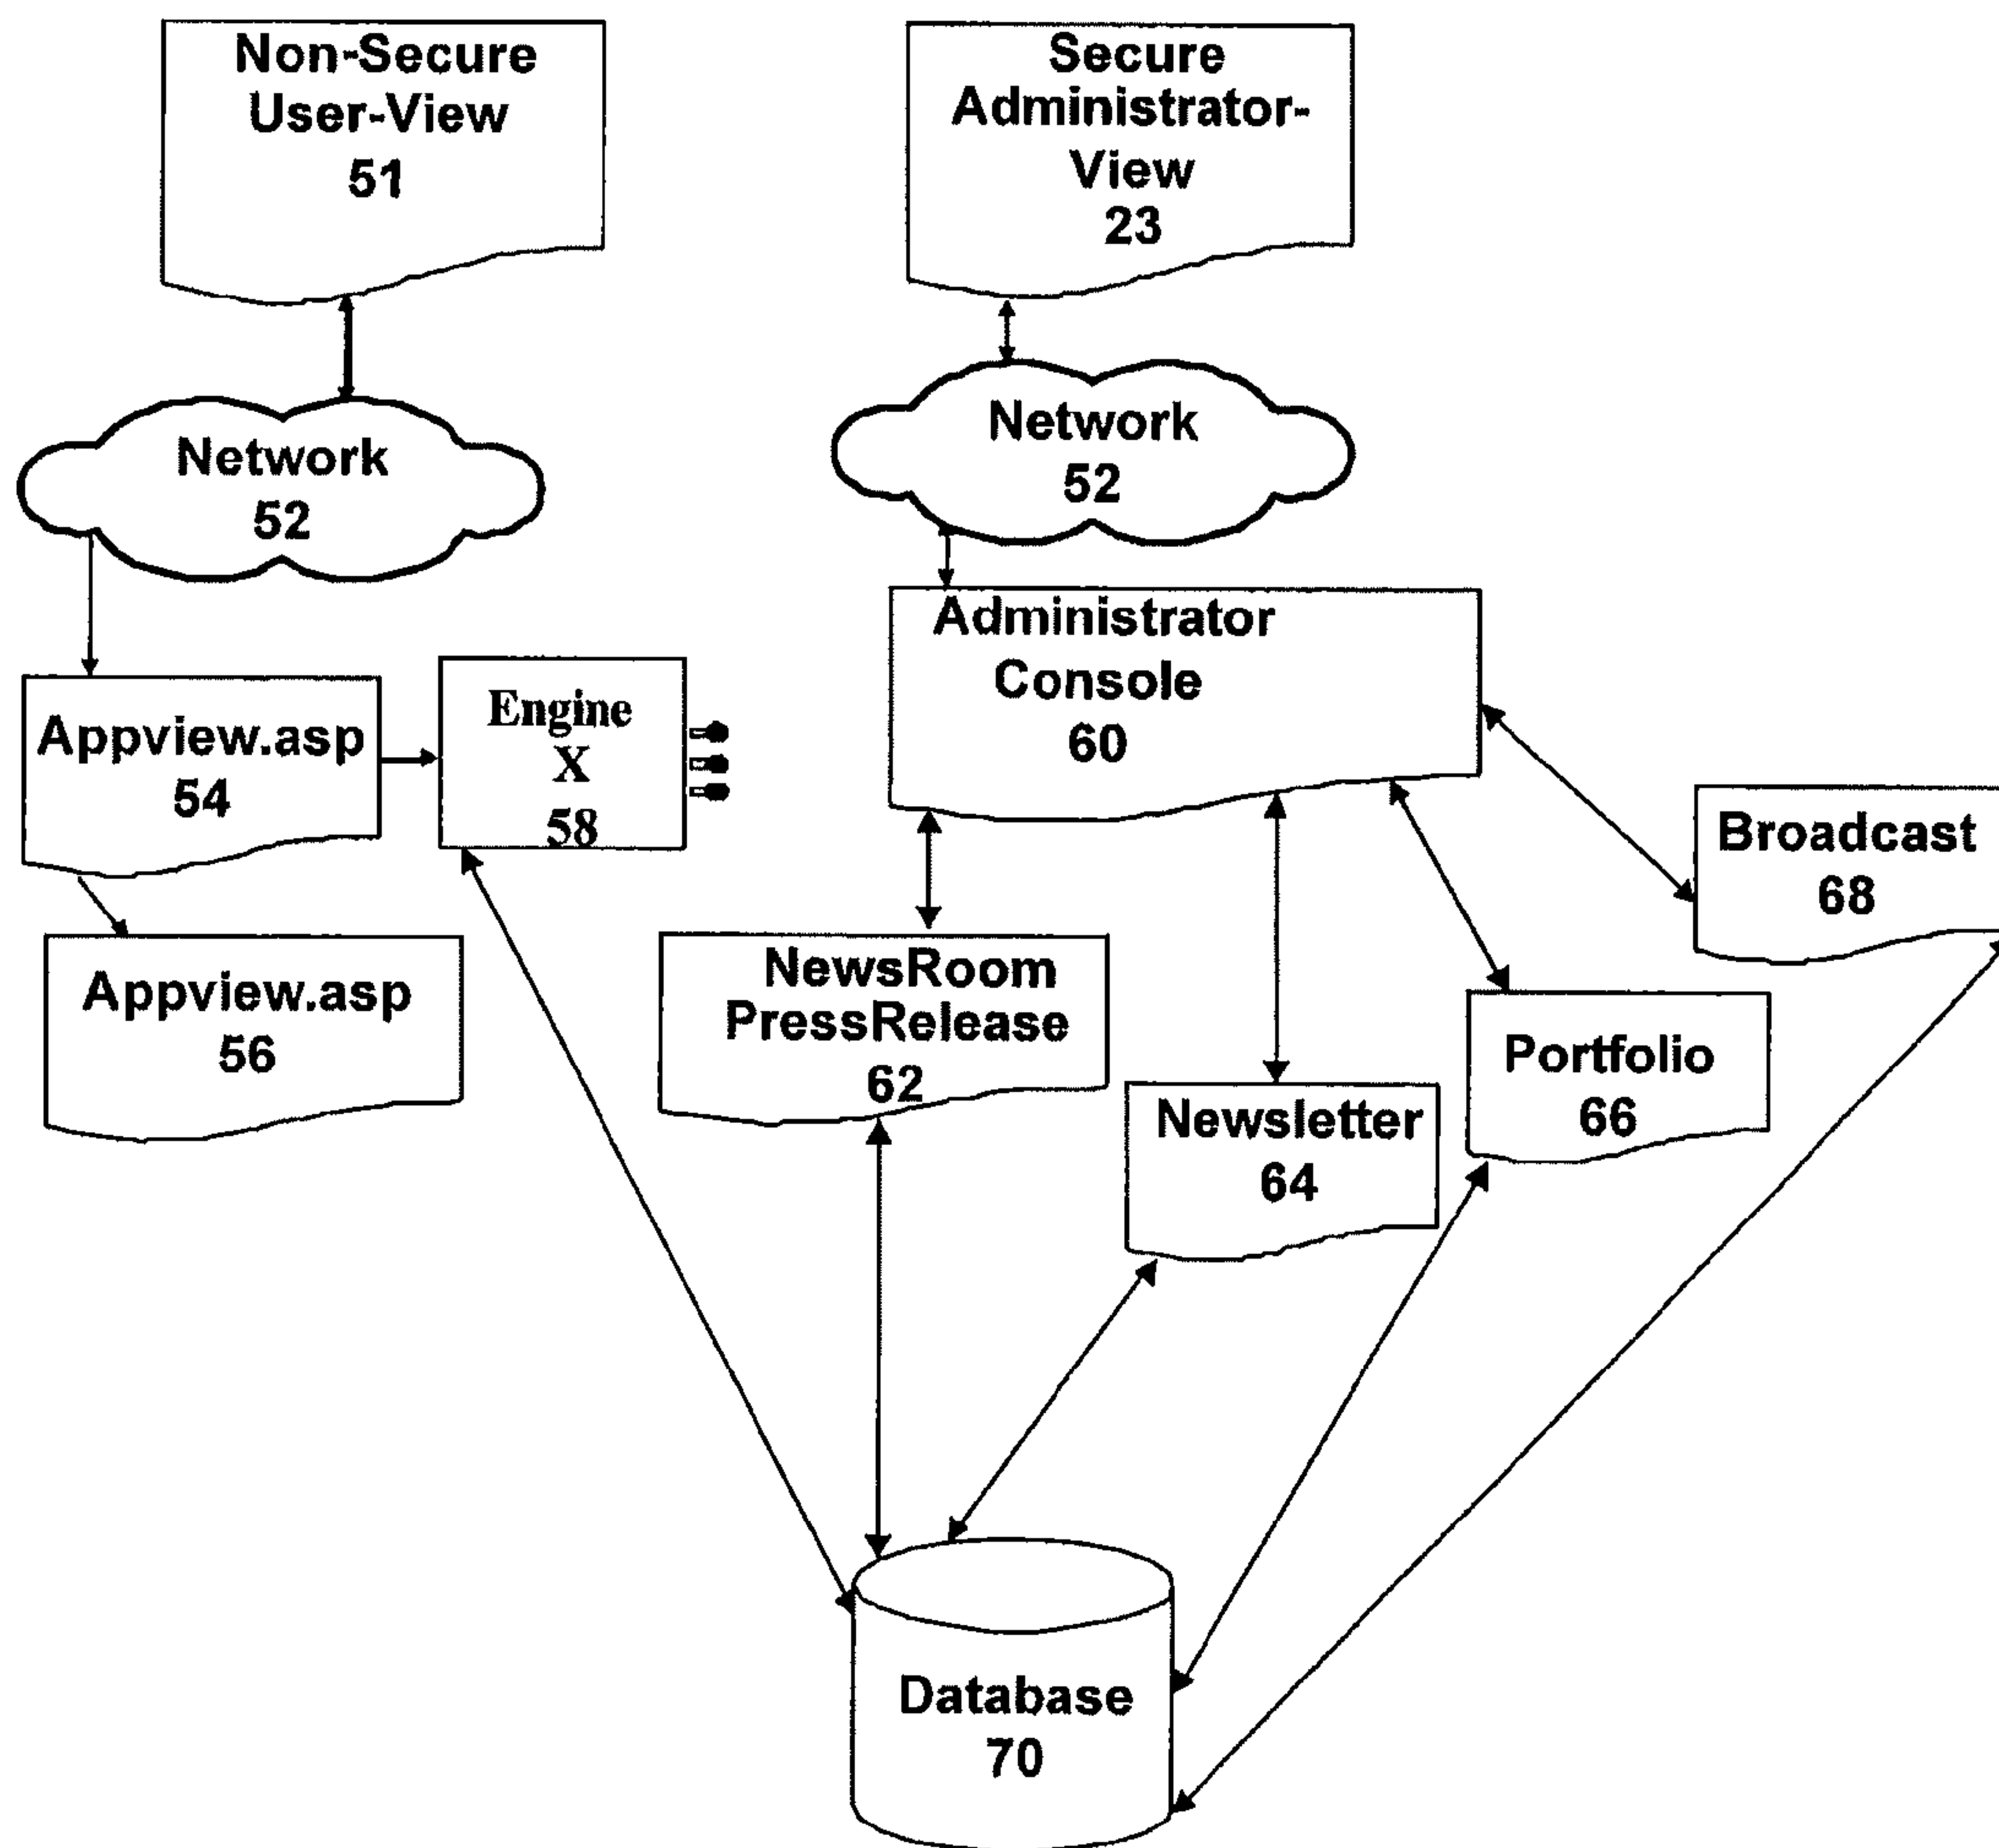 Non-Secure
User-View
51
Secure
Administrator-
View
23
Network
52
Network
52
Appview.asp
54
Engine
X
58
Administrator
Console
60
Broadcast
68
Appview.asp
56
NewsRoom
PressRelease
62
Newsletter
64
Portfolio
66
Database
70